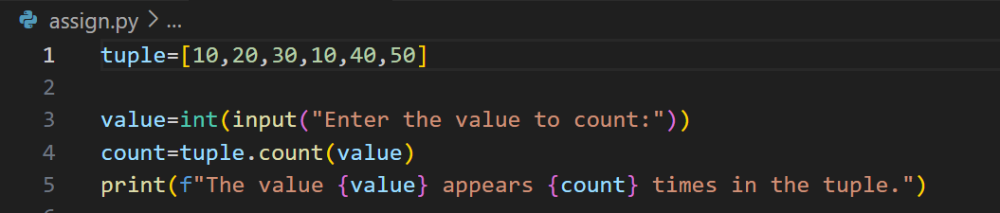 assign.py > ...
1 tuple=[10,20,30,10,40,50]
2
3 value=int(input("Enter the value to count:"))
4 count=tuple.count(value)
5 print(f"The value {value} appears {count} times in the tuple.")